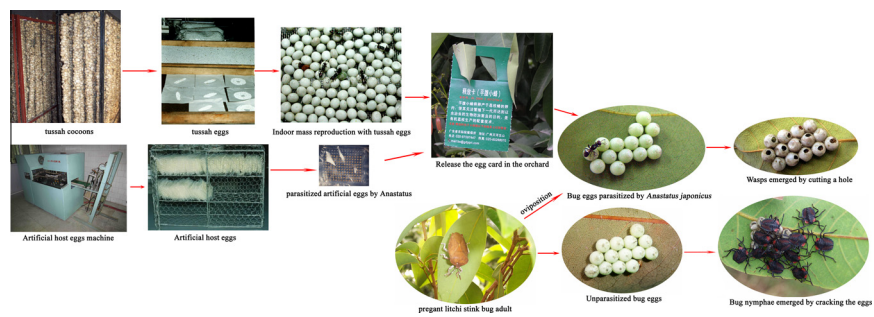 tussah cocoons
tussah eggs
Indoor mass reproduction with tussah eggs
Release the egg card in the orchard
Artificial host eggs machine
Artificial host eggs
parasitized artificial eggs by Anastatus
oviposition
Bug eggs parasitized by Anastatus japonicus
Wasps emerged by cutting a hole
pregant litchi stink bug adult
Unparasitized bug eggs
Bug nymphae emerged by cracking the eggs